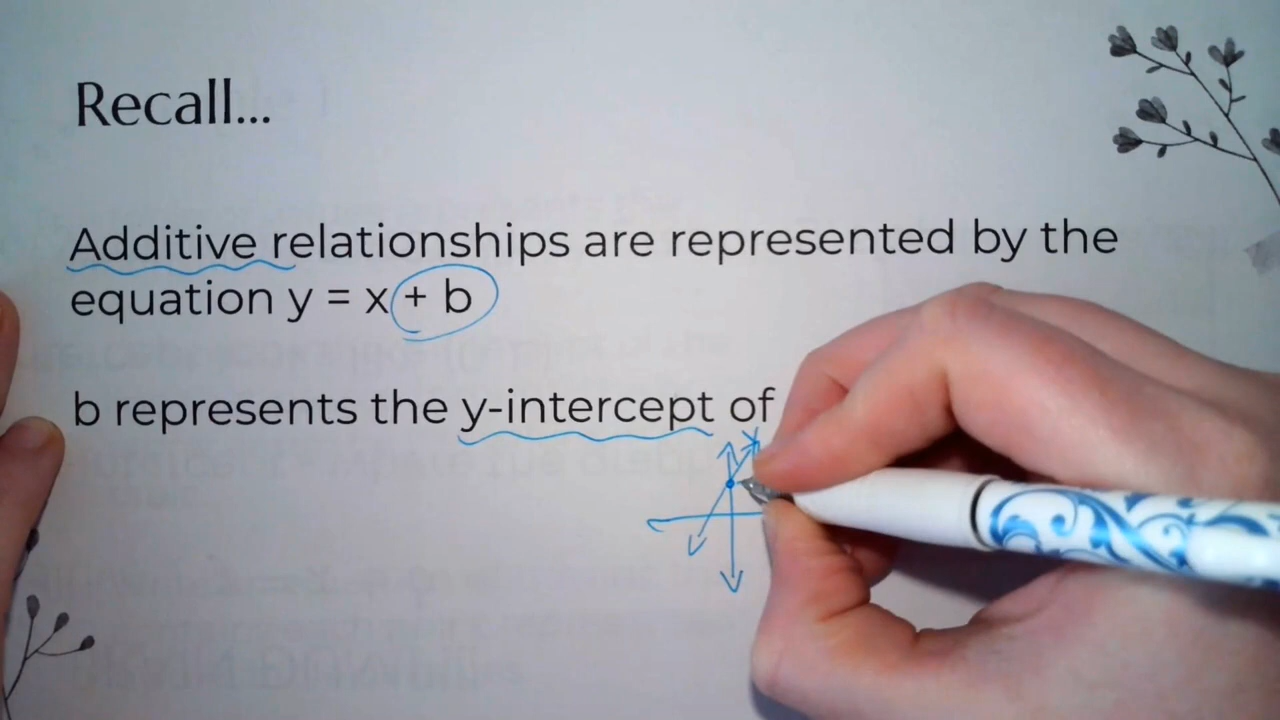 Recall...
Additive relationships are represented by the
equation y = x + b
b represents the y-intercept of